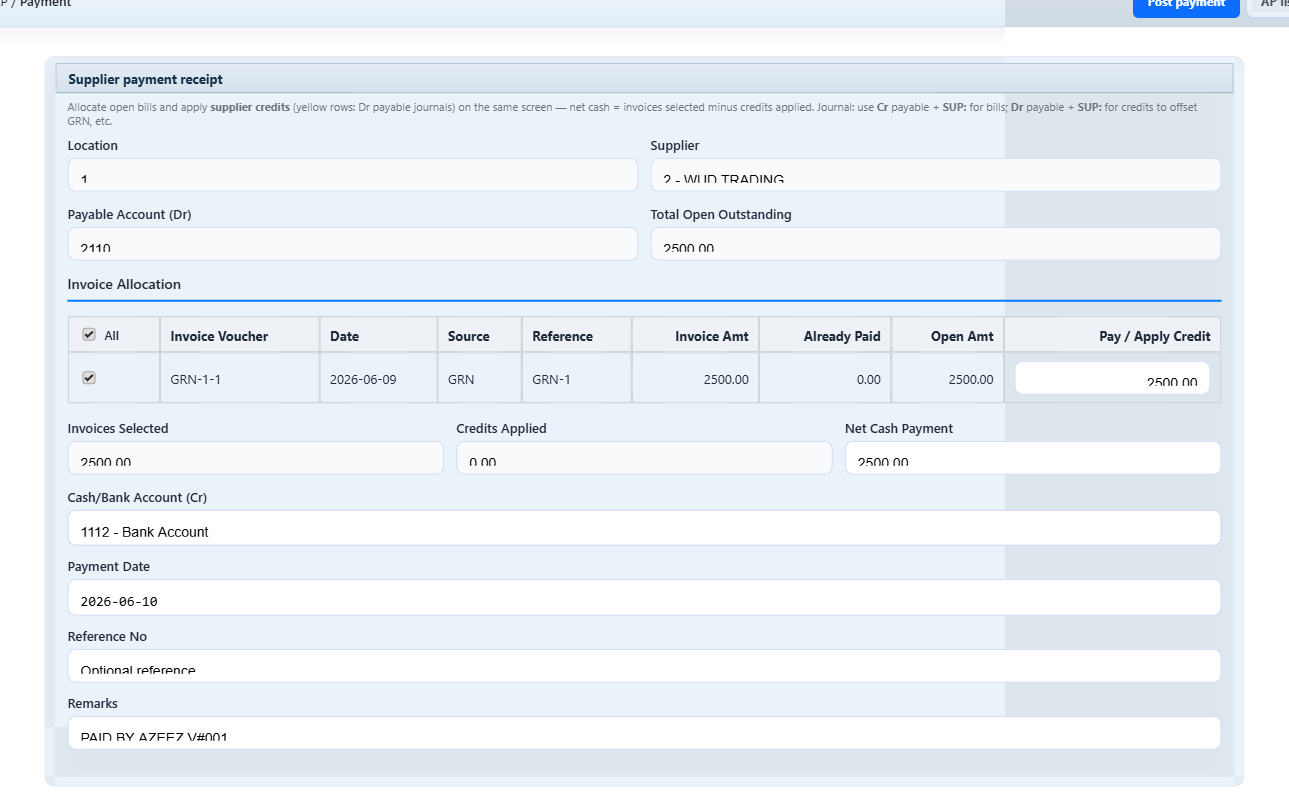 P / Payment
Post payment
Supplier payment receipt
Allocate open bills and apply supplier credits (yellow rows: Dr payable journals) on the same screen — net cash = invoices selected minus credits applied. Journal: use Cr payable + SUP: for bills; Dr payable + SUP: for credits to offset
GRN, etc.
Location
Supplier
1
2 - WUD TRADING
Payable Account (Dr)
Total Open Outstanding
2110
2500.00
Invoice Allocation
All
Invoice Voucher
Date
Source
Reference
Invoice Amt
Already Paid
Open Amt
Pay / Apply Credit
GRN-1-1
2026-06-09
GRN
GRN-1
2500.00
0.00
2500.00
2500.00
Invoices Selected
Credits Applied
Net Cash Payment
2500.00
0.00
2500.00
Cash/Bank Account (Cr)
1112 - Bank Account
Payment Date
2026-06-10
Reference No
Optional reference
Remarks
PAID BY AZEEZ V#001